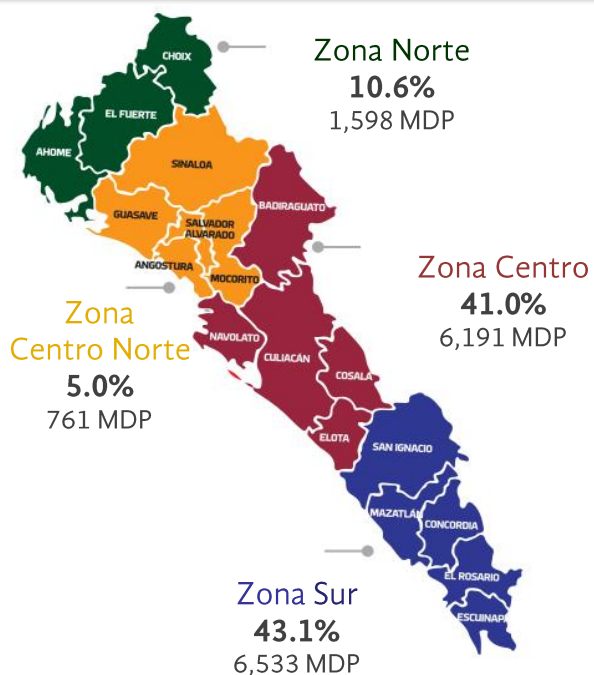 CHOIX
Zona Norte
10.6%
1,598 MDP
EL FUERTE
AHOME
SINALOA
BADIRAGUATO
GUASAVE
SALVADOR
ALVARADO
ANGOSTURA
MOCORITO
Zona Centro
41.0%
6,191 MDP
Zona
Centro Norte
5.0%
761 MDP
NAVOLATO
CULIACÁN
COSALÁ
ELOTA
SAN IGNACIO
MAZATLÁN
CONCORDIA
EL ROSARIO
ESCUINAPA
Zona Sur
43.1%
6,533 MDP